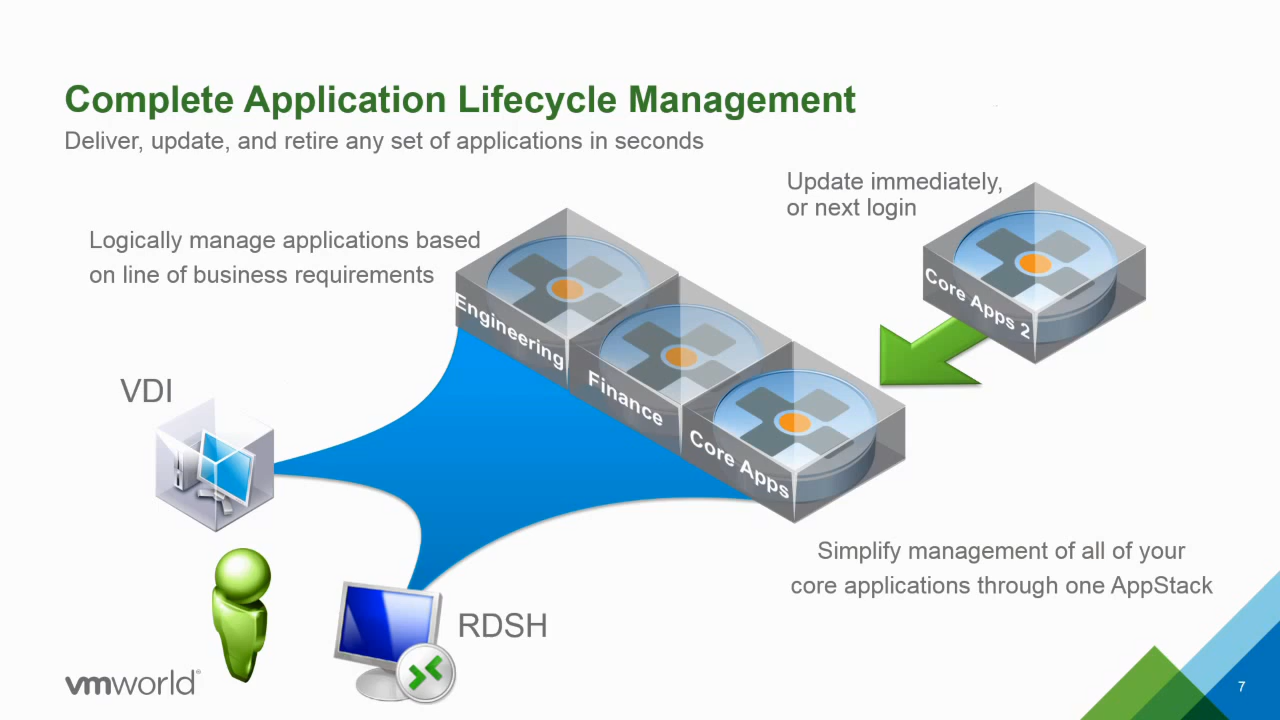 Complete Application Lifecycle Management
Deliver, update, and retire any set of applications in seconds
Update immediately,
or next login
Logically manage applications based
on line of business requirements
Core Apps 2
Engineering
Finance
Core Apps
VDI
Simplify management of all of your
core applications through one AppStack
RDSH
vmworld®
7